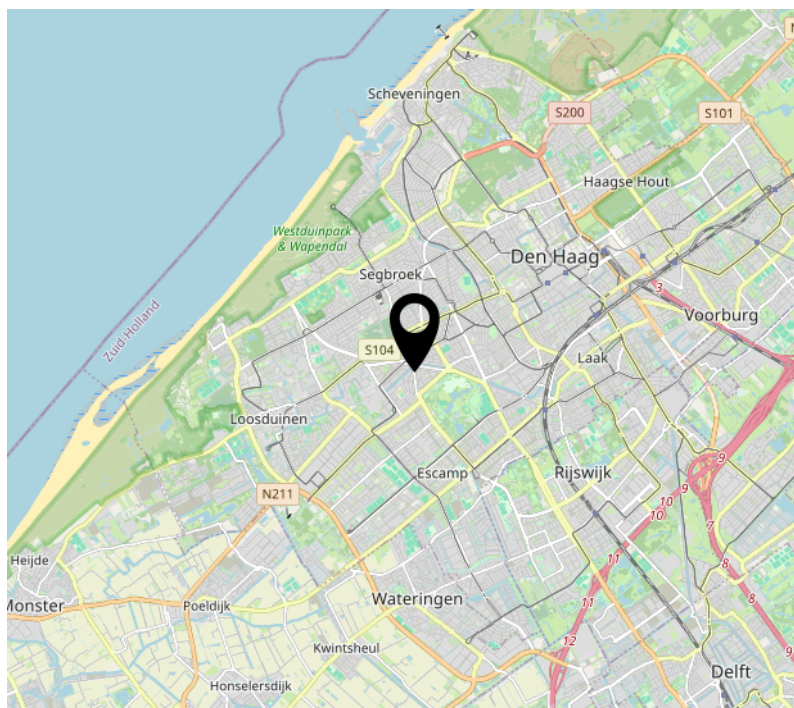 Scheveningen
S200
S101
Haagse Hout
Westduinpark
& Wapendal
Den Haag
Segbroek
3
Zuid-Holland
Voorburg
S104
Laak
Loosduinen
9
Escamp
Rijswijk
9
N211
10
10
7
11
11
Heijde
8
Monster
Poeldijk
Wateringen
8
12
Kwintsheul
9
Delft
Honselersdijk